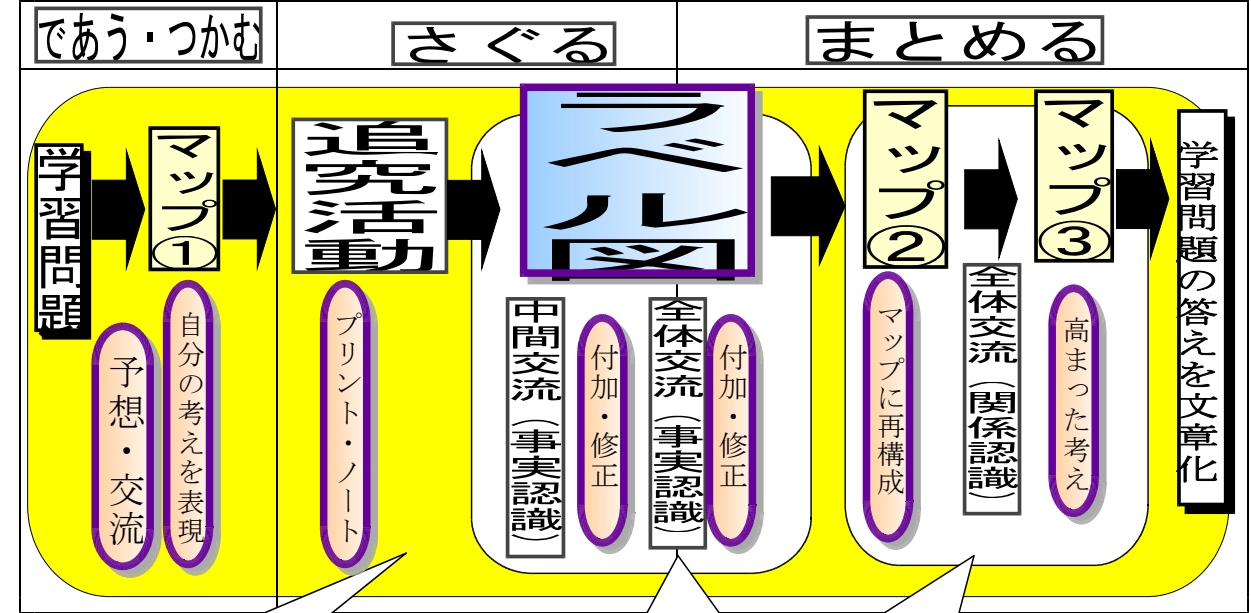 であう・つかむ
さぐる
まとめる
学習問題
マップ①
追究活動
ラベル図
マップ②
マップ③
学習問題の答えを文章化
予想・交流
自分の考えを表現
プリント・ノート
中間交流（事実認識）
付加・修正
全体交流（事実認識）
付加・修正
マップに再構成
全体交流（関係認識）
高まった考え